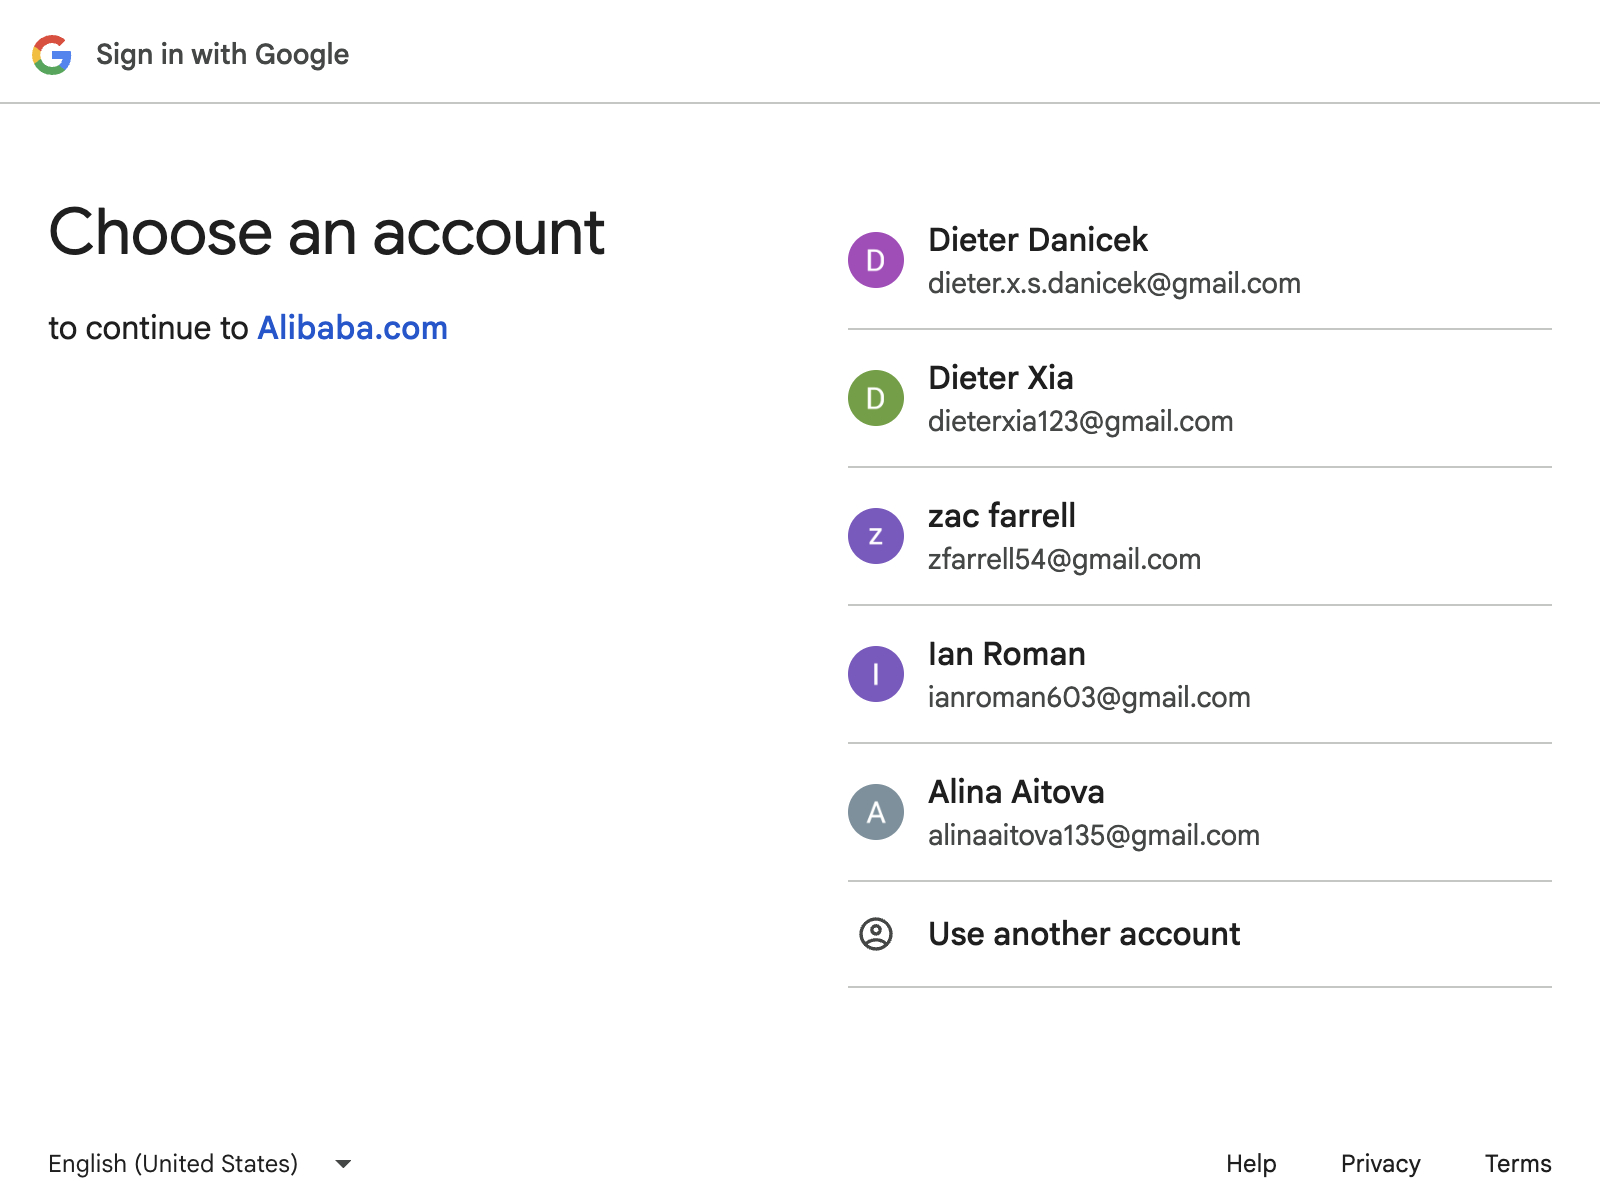 Sign in with Google
Choose an account
to continue to Alibaba.com
D
Dieter Danicek
dieter.x.s.danicek@gmail.com
D
Dieter Xia
dieterxia123@gmail.com
z
zac farrell
zfarrell54@gmail.com
I
Ian Roman
ianroman603@gmail.com
A
Alina Aitova
alinaaitova135@gmail.com
Use another account
English (United States)
Help
Privacy
Terms